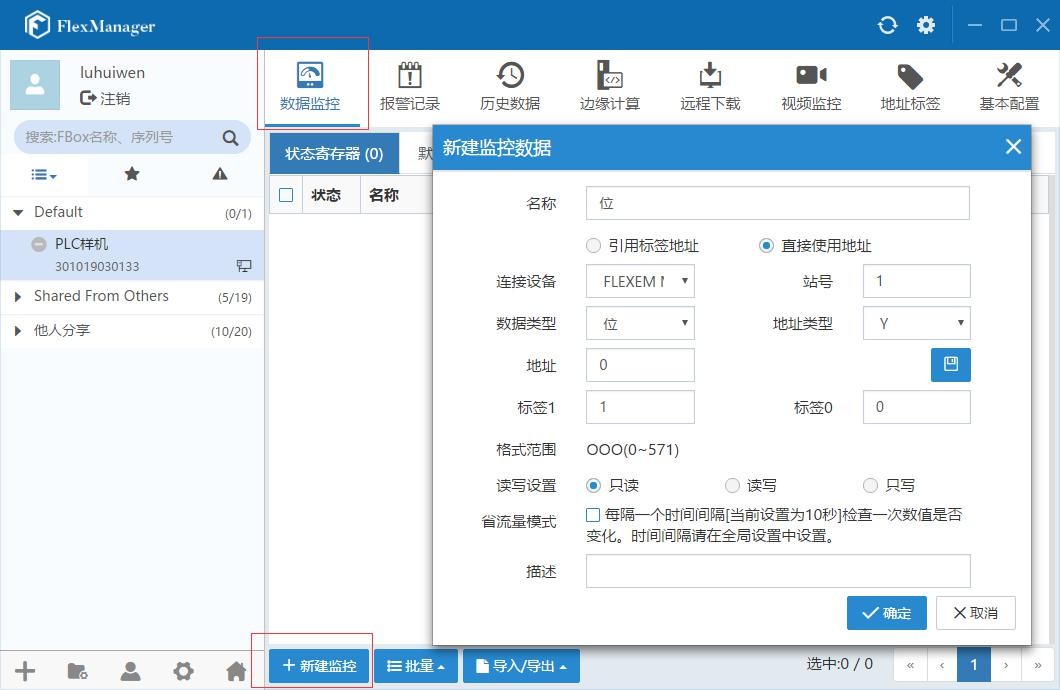 FlexManager
luhuiwen
注销
搜索:FBox名称、序列号
Default (0/1)
PLC样机
301019030133
Shared From Others (5/19)
他人分享 (10/20)
数据监控 报警记录 历史数据 边缘计算 远程下载 视频监控 地址标签 基本配置
状态寄存器 (0) 默
状态 名称
新建监控数据
名称 位
引用标签地址 直接使用地址
连接设备 FLEXEM 站号 1
数据类型 位 地址类型 Y
地址 0
标签1 1 标签0 0
格式范围 OOO(0~571)
读写设置 只读 读写 只写
省流量模式 每隔一个时间间隔[当前设置为10秒]检查一次数值是否
变化。时间间隔请在全局设置中设置。
描述
确定 取消
新建监控 批量 导入/导出 选中:0 / 0 « ‹ 1 › »